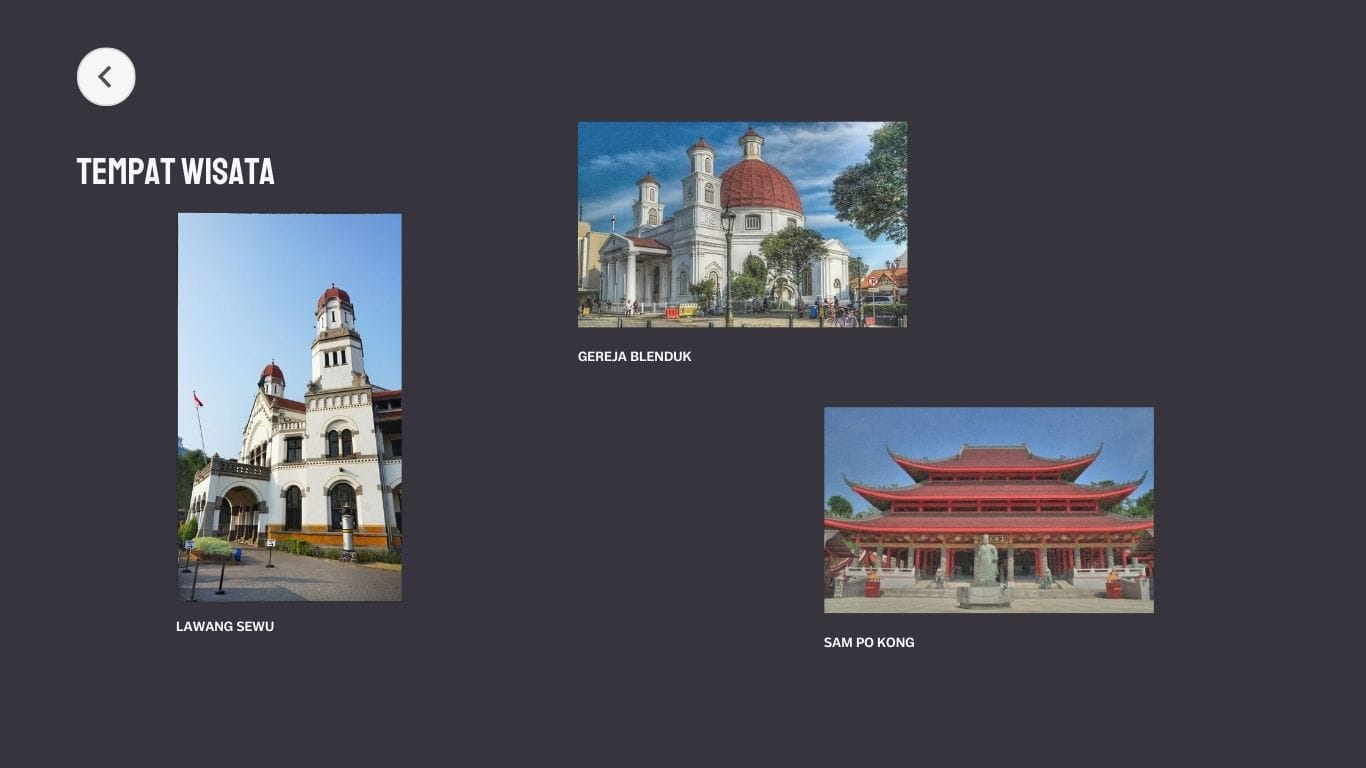 TEMPAT WISATA
GEREJA BLENDUK
LAWANG SEWU
SAM PO KONG